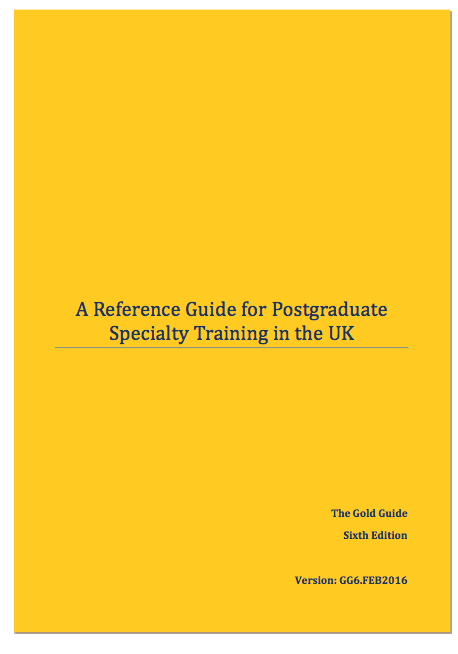 A Reference Guide for Postgraduate
Specialty Training in the UK
The Gold Guide
Sixth Edition
Version: GG6.FEB2016